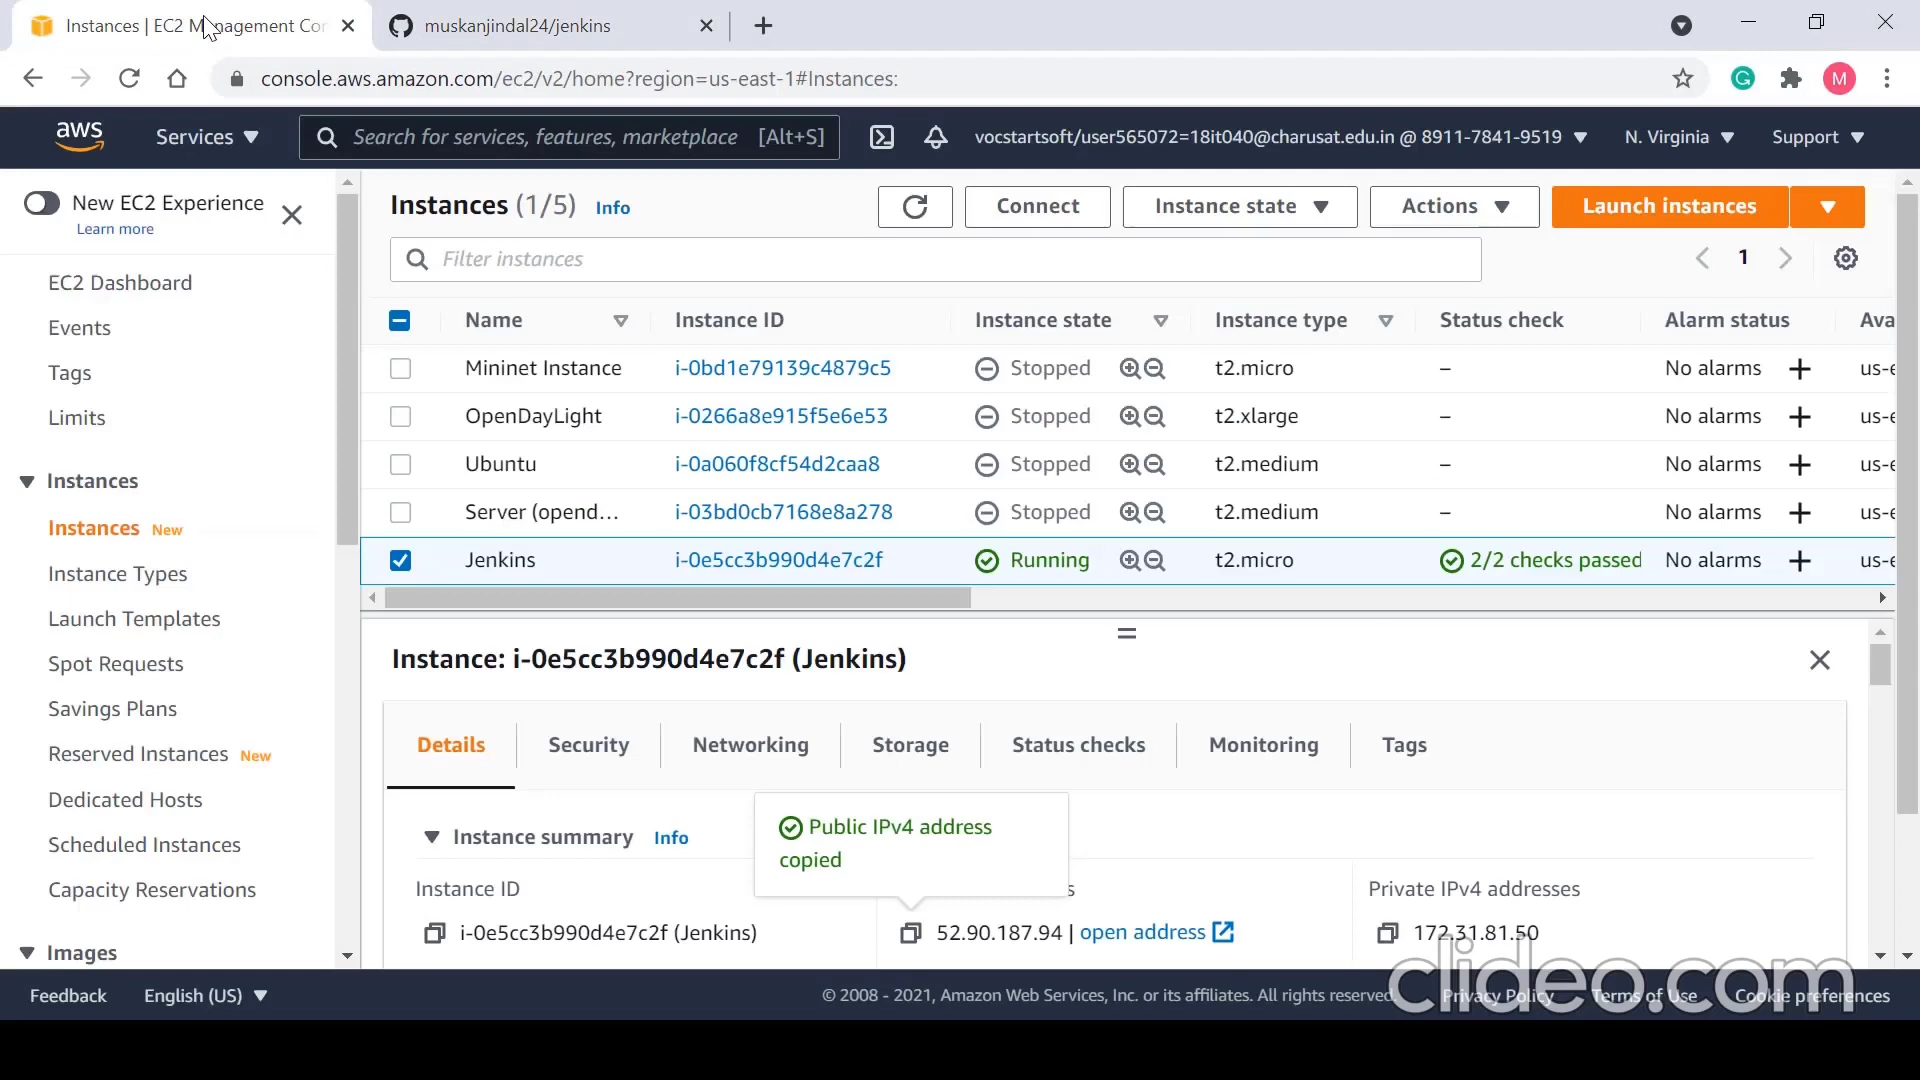 Instances | EC2 Management Con
muskanjindal24/jenkins
console.aws.amazon.com/ec2/v2/home?region=us-east-1#Instances:
M
aws Services Search for services, features, marketplace [Alt+S] vocstartsoft/user565072=18it040@charusat.edu.in @ 8911-7841-9519 N. Virginia Support
New EC2 Experience
Learn more
EC2 Dashboard
Events
Tags
Limits
Instances
Instances New
Instance Types
Launch Templates
Spot Requests
Savings Plans
Reserved Instances New
Dedicated Hosts
Scheduled Instances
Capacity Reservations
Images
Instances (1/5) Info Connect Instance state Actions Launch instances
Filter instances 1
Name Instance ID Instance state Instance type Status check Alarm status Ava
Mininet Instance i-0bd1e79139c4879c5 Stopped t2.micro – No alarms + us-e
OpenDayLight i-0266a8e915f5e6e53 Stopped t2.xlarge – No alarms + us-e
Ubuntu i-0a060f8cf54d2caa8 Stopped t2.medium – No alarms + us-e
Server (opend... i-03bd0cb7168e8a278 Stopped t2.medium – No alarms + us-e
Jenkins i-0e5cc3b990d4e7c2f Running t2.micro 2/2 checks passed No alarms + us-e
Instance: i-0e5cc3b990d4e7c2f (Jenkins)
Details Security Networking Storage Status checks Monitoring Tags
Instance summary Info
Public IPv4 address
copied
Instance ID s Private IPv4 addresses
i-0e5cc3b990d4e7c2f (Jenkins) 52.90.187.94 | open address 172.31.81.50
clideo.com
Feedback English (US) © 2008 - 2021, Amazon Web Services, Inc. or its affiliates. All rights reserved. Privacy Policy Terms of Use Cookie preferences